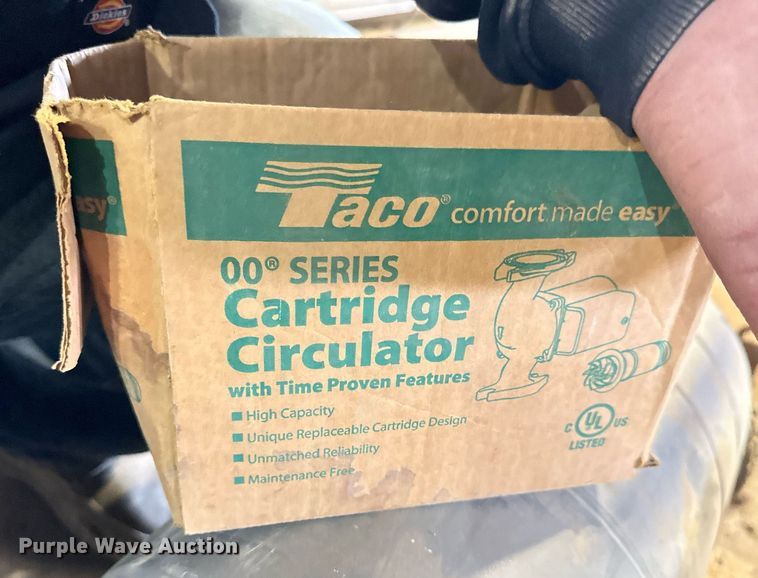 Dickies
Taco® comfort made easy®
asy®
00® SERIES
Cartridge
Circulator
with Time Proven Features
■ High Capacity
■ Unique Replaceable Cartridge Design
■ Unmatched Reliability
■ Maintenance Free
C UL US
LISTED
Purple Wave Auction